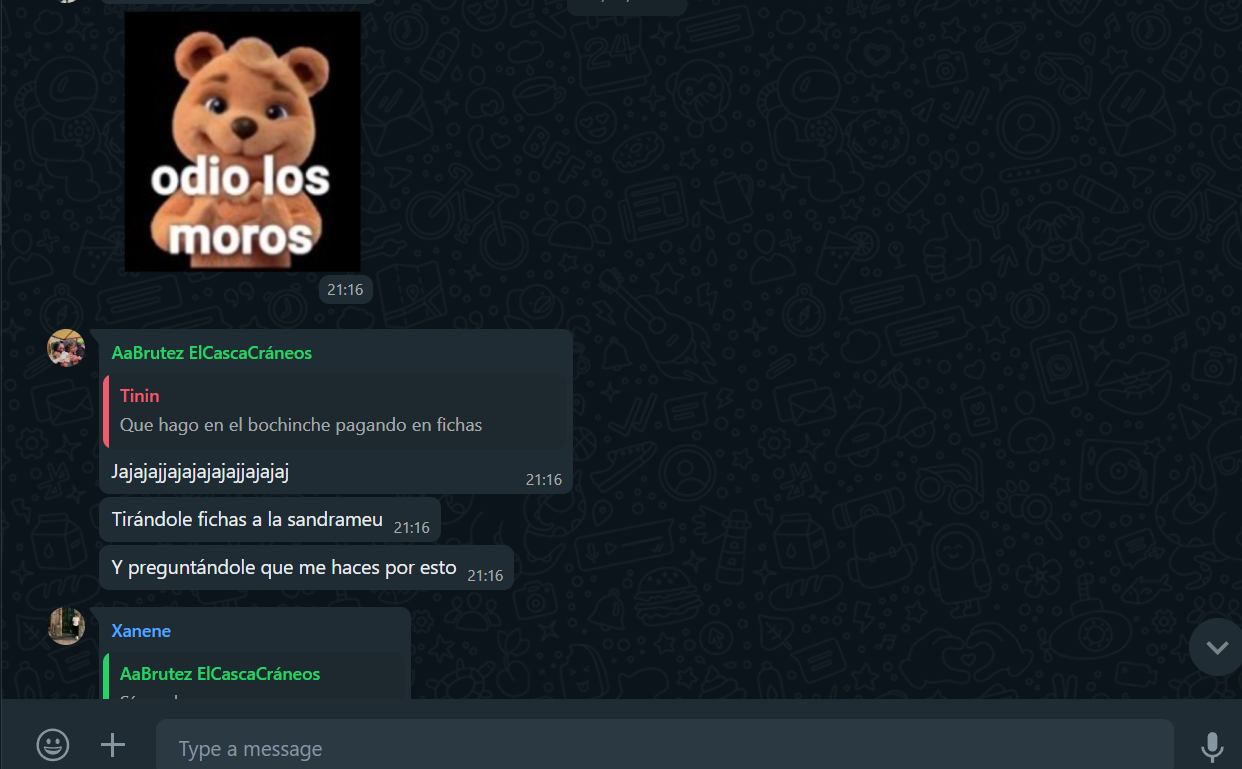 odio los
moros
21:16
AaBrutez ElCascaCráneos
Tinin
Que hago en el bochinche pagando en fichas
Jajajajjajajajajajjajajaj
21:16
Tirándole fichas a la sandrameu
21:16
Y preguntándole que me haces por esto
21:16
Xanene
AaBrutez ElCascaCráneos
Type a message